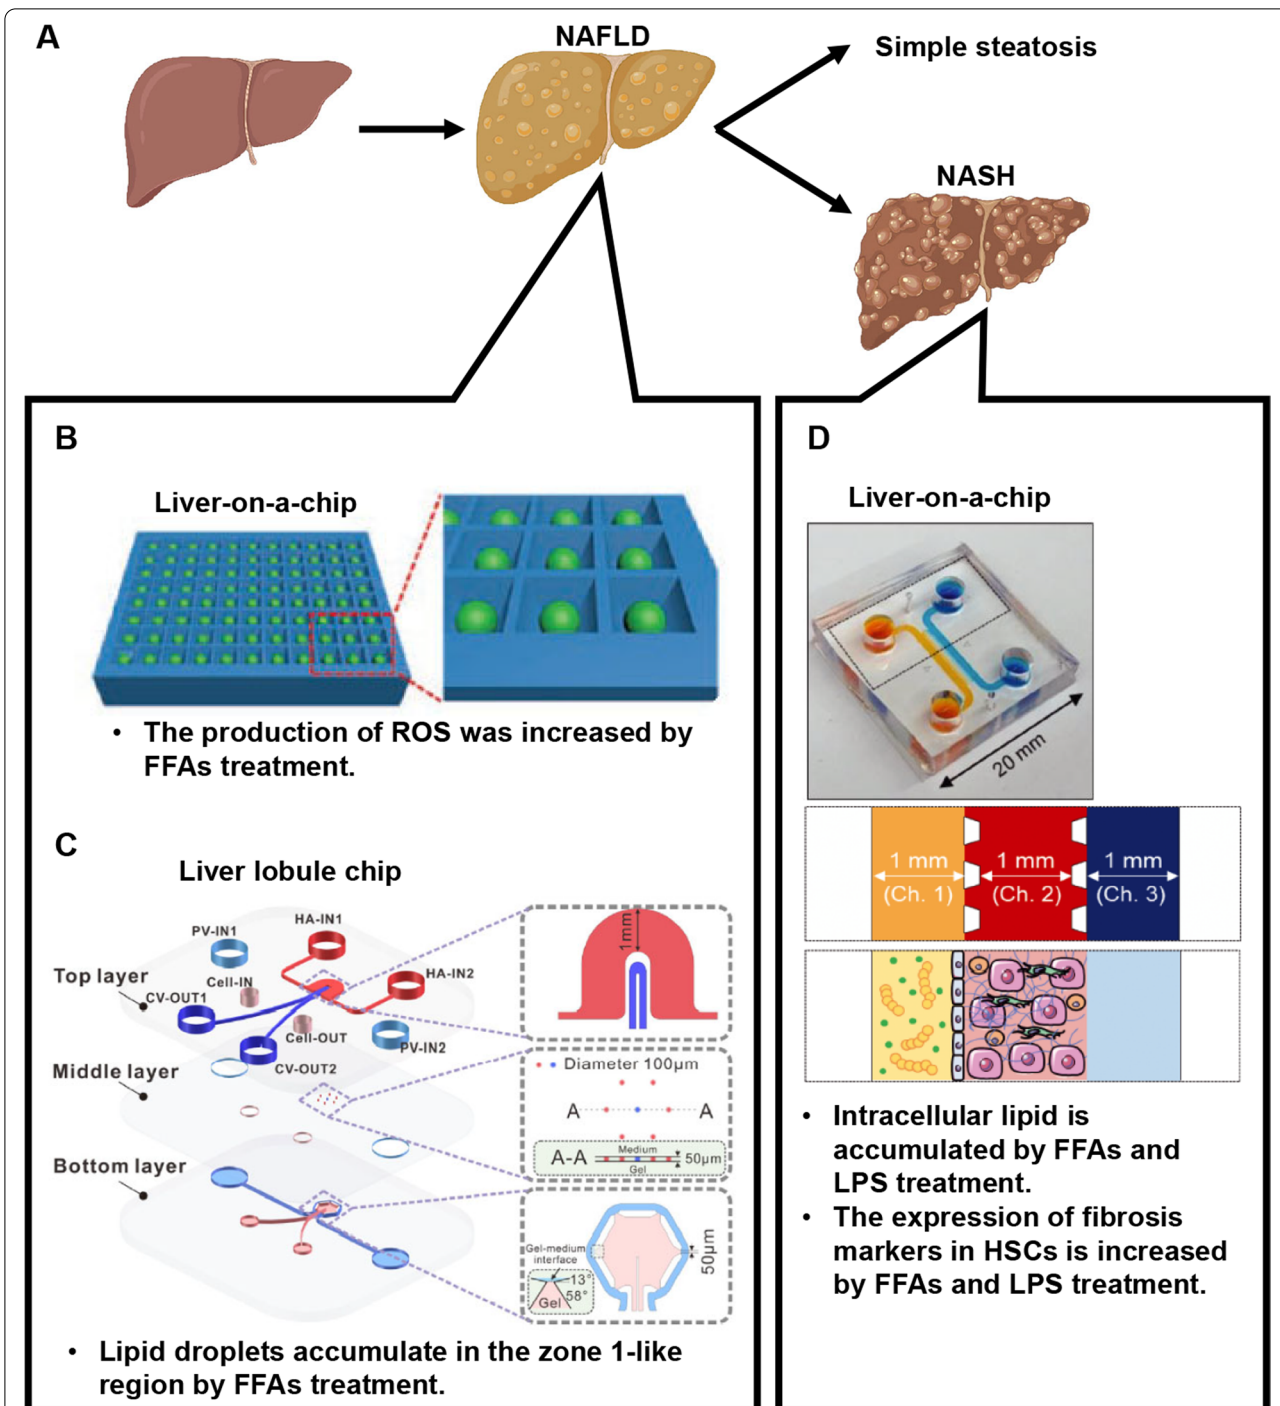 A
NAFLD
Simple steatosis
NASH
B
Liver-on-a-chip
• The production of ROS was increased by
FFAs treatment.
C
Liver lobule chip
HA-IN1
PV-IN1
Top layer
Cell-IN
HA-IN2
CV-OUT1
Cell-OUT
PV-IN2
CV-OUT2
1mm
Middle layer
Diameter 100µm
A
A
A-A
Medium
Gel
50µm
Bottom layer
Gel-medium
interface
13°
58°
Gel
50µm
• Lipid droplets accumulate in the zone 1-like
region by FFAs treatment.
D
Liver-on-a-chip
20 mm
1 mm
(Ch. 1)
1 mm
(Ch. 2)
1 mm
(Ch. 3)
• Intracellular lipid is
accumulated by FFAs and
LPS treatment.
• The expression of fibrosis
markers in HSCs is increased
by FFAs and LPS treatment.